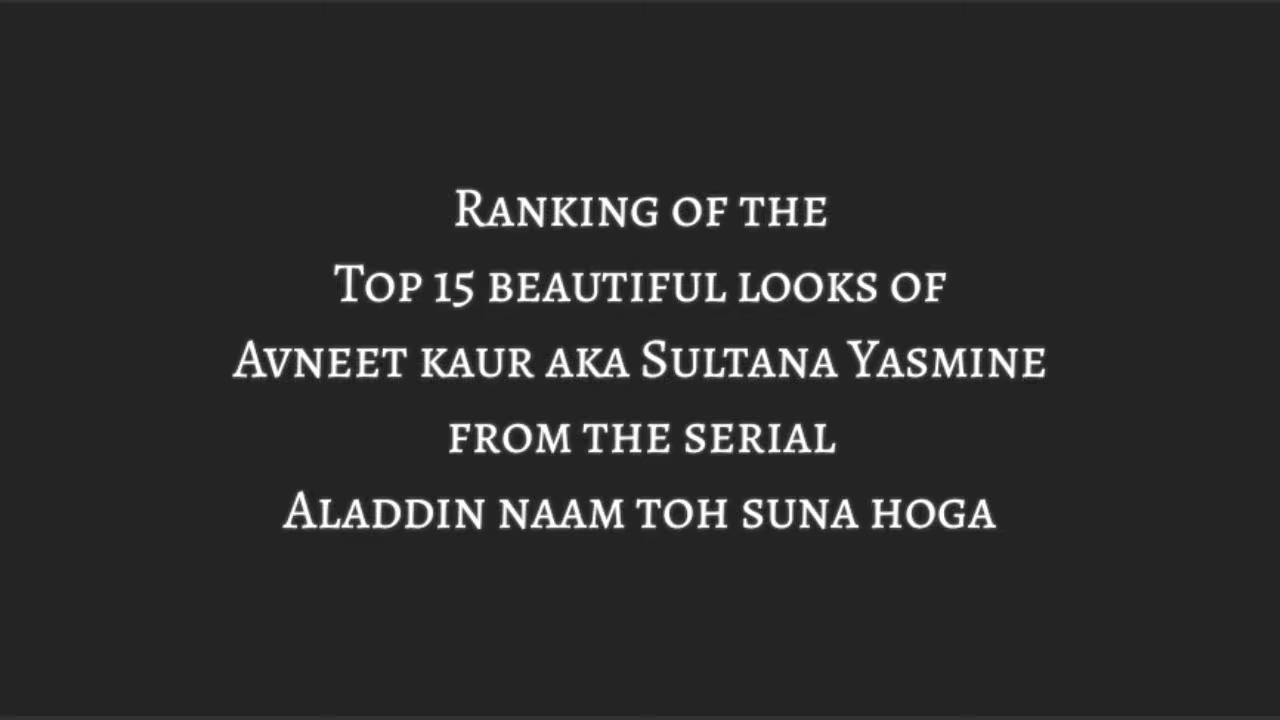 Ranking of the
Top 15 beautiful looks of
Avneet kaur aka Sultana Yasmine
from the serial
Aladdin naam toh suna hoga